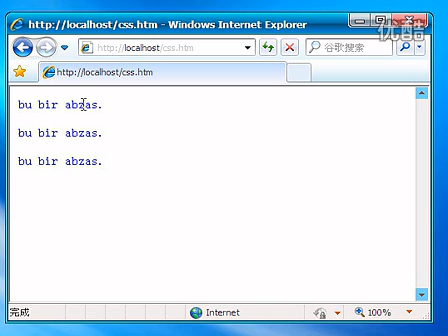 http://localhost/css.htm - Windows Internet Explorer
优酷
http://localhost/css.htm
谷歌搜索
http://localhost/css.htm
bu bir abzas.
bu bir abzas.
bu bir abzas.
完成
Internet
100%